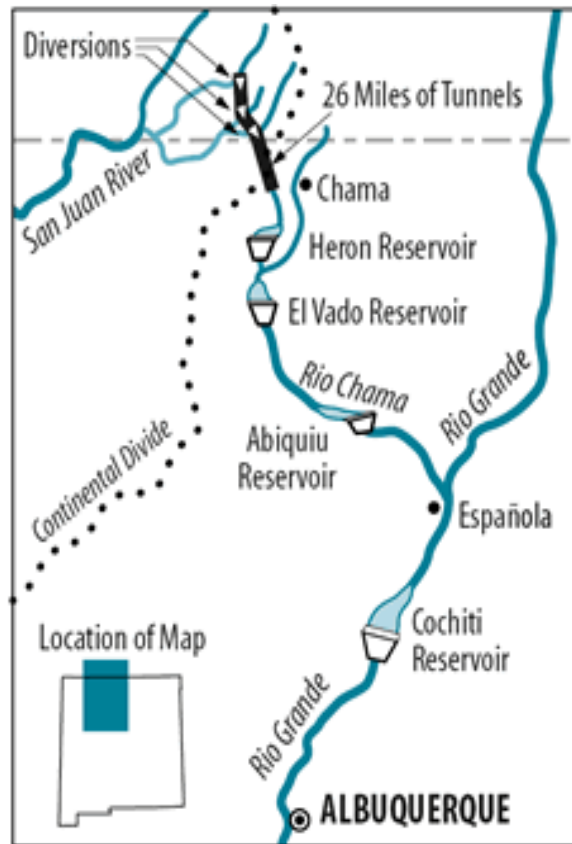 Diversions
26 Miles of Tunnels
San Juan River
Chama
Heron Reservoir
El Vado Reservoir
Rio Chama
Rio Grande
Abiquiu
Reservoir
Continental Divide
Española
Location of Map
Cochiti
Reservoir
Rio Grande
ALBUQUERQUE